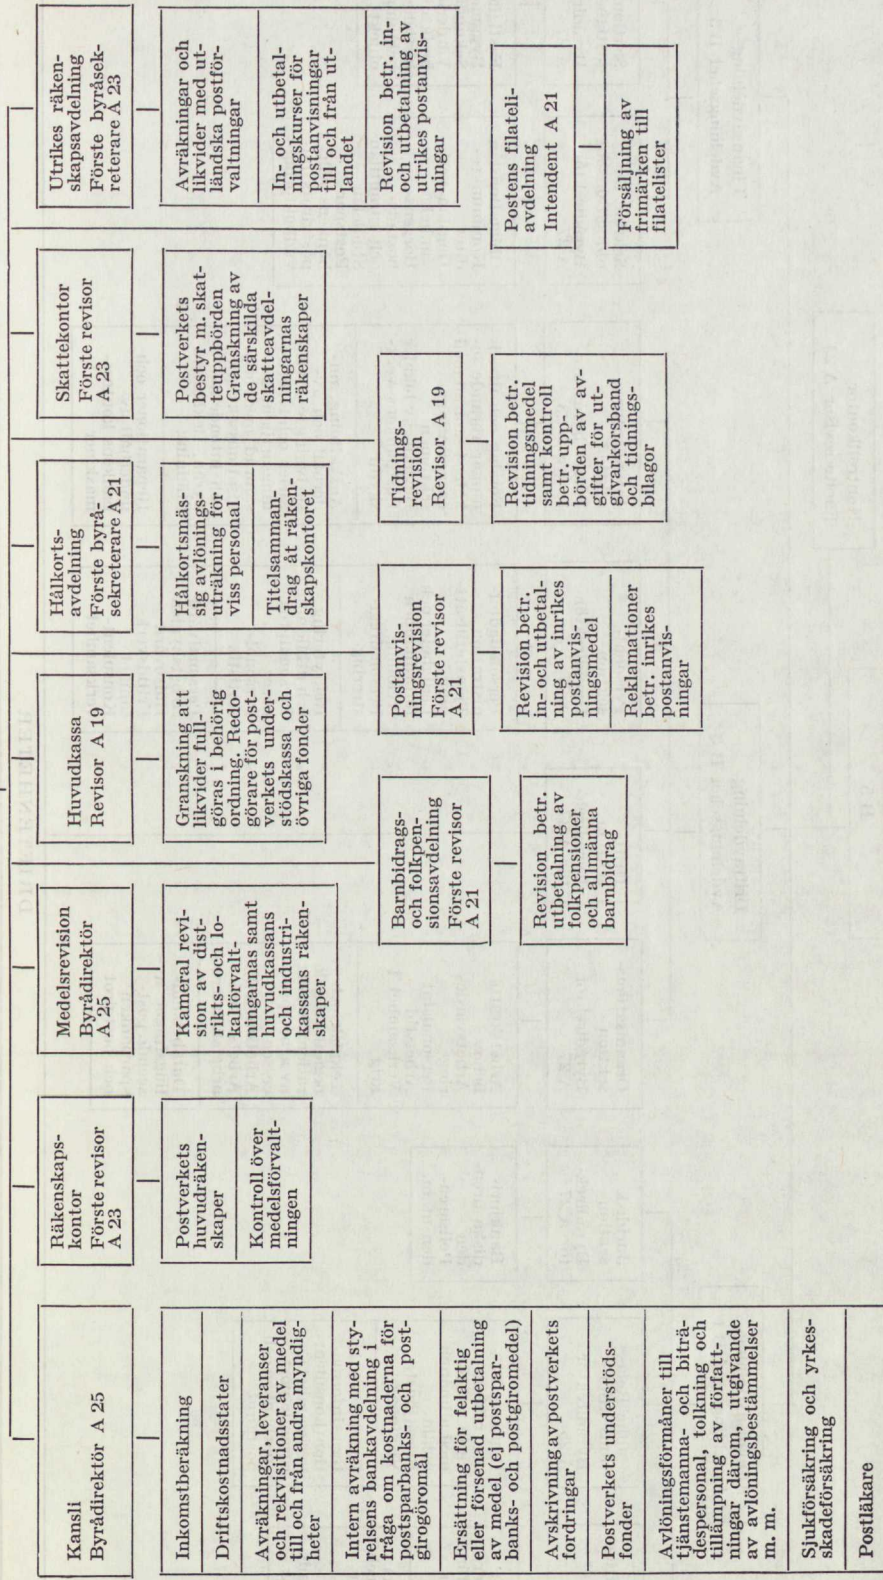 Kansli
Byrådirektör A 25
Inkomstberäkning
Driftskostnadsstater
Avräkningar, leveranser
och rekvisitioner av medel
till och från andra myndig-
heter
Intern avräkning med sty-
relsens bankavdelning i
fråga om kostnaderna för
postsparbanks- och post-
girogöromål
Ersättning för felaktig
eller försenad utbetalning
av medel (ej postspar-
banks- och postgiromedel)
Avskrivning av postverkets
fordringar
Postverkets understöds-
fonder
Avlöningsförmåner till
tjänstemanna- och biträ-
despersonal, tolkning och
tillämpning av författ-
ningar därom, utgivande
av avlöningsbestämmelser
m. m.
Sjukförsäkring och yrkes-
skadeförsäkring
Postläkare
Räkenskaps-
kontor
Förste revisor
A 23
Postverkets
huvudräken-
skaper
Kontroll över
medelsförvalt-
ningen
Medelsrevision
Byrådirektör
A 25
Kameral revi-
sion av dist-
rikts- och lo-
kalförvalt-
ningarnas samt
huvudkassans
och industri-
kassans räken-
skaper
Huvudkassa
Revisor A 19
Granskning att
likvider full-
göras i behörig
ordning. Redo-
görare för post-
verkets under-
stödskassa och
övriga fonder
Hålkorts-
avdelning
Förste byrå-
sekreterare A 21
Hålkortsmäs-
sig avlönings-
uträkning för
viss personal
Titelsamman-
drag åt räken-
skapskontoret
Skattekontor
Förste revisor
A 23
Postverkets
bestyr m. skat-
teuppbörden
Granskning av
de särskilda
skatteavdel-
ningarnas
räkenskaper
Utrikes räken-
skapsavdelning
Förste byråsek-
reterare A 23
Avräkningar och
likvider med ut-
ländska postför-
valtningar
In- och utbetal-
ningskurser för
postanvisningar
till och från ut-
landet
Revision betr. in-
och utbetalning av
utrikes postanvis-
ningar
Barnbidrags-
och folkpen-
sionsavdelning
Förste revisor
A 21
Revision betr.
utbetalning av
folkpensioner
och allmänna
barnbidrag
Postanvis-
ningsrevision
Förste revisor
A 21
Revision betr.
in- och utbetal-
ning av inrikes
postanvis-
ningsmedel
Reklamationer
betr. inrikes
postanvis-
ningar
Tidnings-
revision
Revisor A 19
Revision betr.
tidningsmedel
samt kontroll
betr. upp-
börden av av-
gifter för ut-
givarkorsband
och tidnings-
bilagor
Postens filateli-
avdelning
Intendent A 21
Försäljning av
frimärken till
filatelister